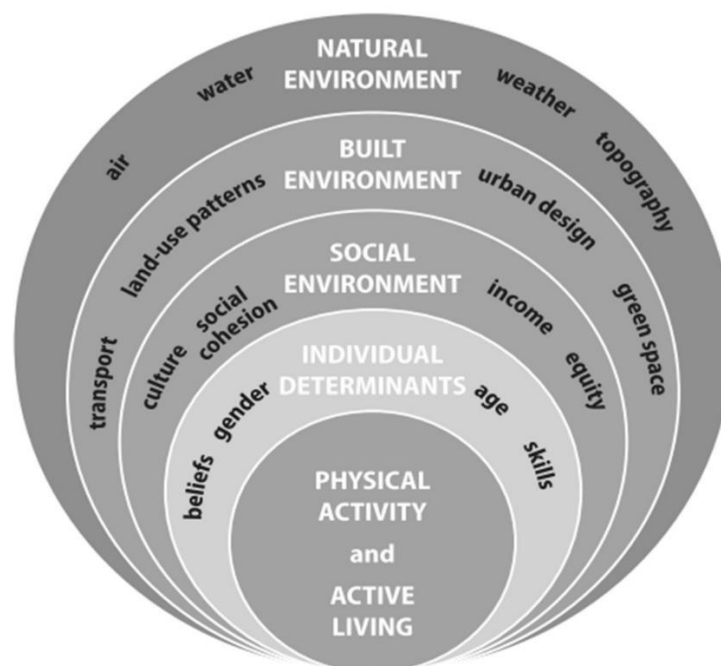 NATURAL
ENVIRONMENT
air
water
weather
topography
BUILT
ENVIRONMENT
transport
land-use patterns
urban design
green space
SOCIAL
ENVIRONMENT
culture
social
cohesion
income
equity
INDIVIDUAL
DETERMINANTS
beliefs
gender
age
skills
PHYSICAL
ACTIVITY
and
ACTIVE
LIVING